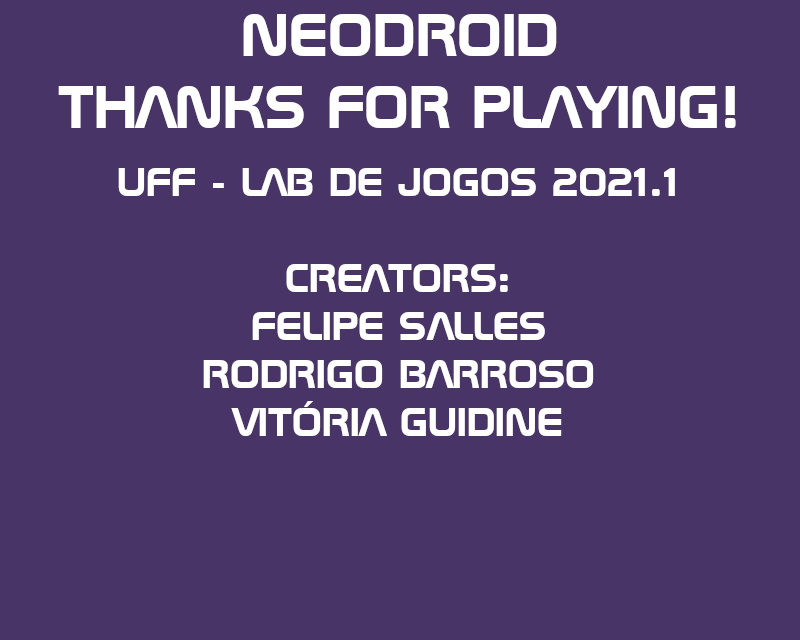 NEODROID
THANKS FOR PLAYING!
UFF - LAB DE JOGOS 2021.1
CREATORS:
FELIPE SALLES
RODRIGO BARROSO
VITÓRIA GUIDINE